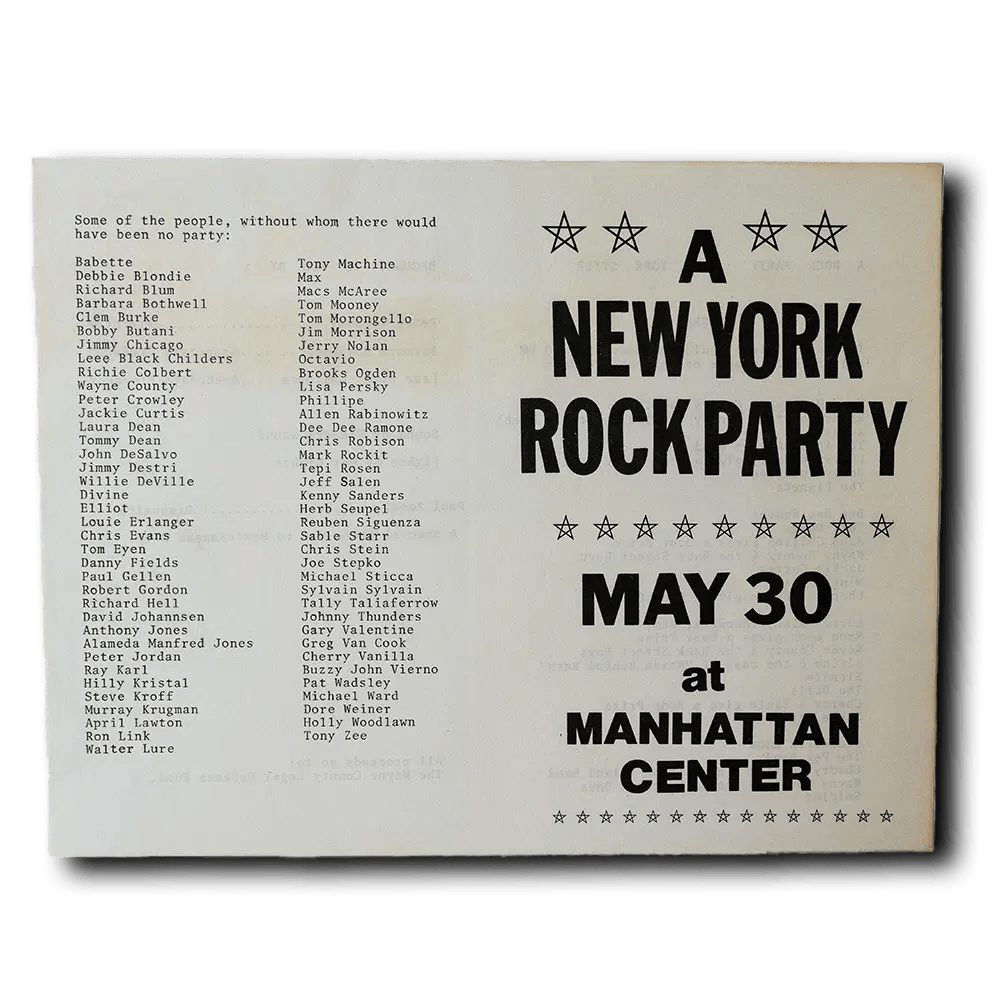 Some of the people, without whom there would
have been no party:
Babette
Debbie Blondie
Richard Blum
Barbara Bothwell
Clem Burke
Bobby Butani
Jimmy Chicago
Leee Black Childers
Richie Colbert
Wayne County
Peter Crowley
Jackie Curtis
Laura Dean
Tommy Dean
John DeSalvo
Jimmy Destri
Willie DeVille
Divine
Elliot
Louie Erlanger
Chris Evans
Tom Eyen
Danny Fields
Paul Gellen
Robert Gordon
Richard Hell
David Johannsen
Anthony Jones
Alameda Manfred Jones
Peter Jordan
Ray Karl
Hilly Kristal
Steve Kroff
Murray Krugman
April Lawton
Ron Link
Walter Lure
Tony Machine
Max
Macs McAree
Tom Mooney
Tom Morongello
Jim Morrison
Jerry Nolan
Octavio
Brooks Ogden
Lisa Persky
Phillipe
Allen Rabinowitz
Dee Dee Ramone
Chris Robison
Mark Rockit
Tepi Rosen
Jeff Salen
Kenny Sanders
Herb Seupel
Reuben Siguenza
Sable Starr
Chris Stein
Joe Stepko
Michael Sticca
Sylvain Sylvain
Tally Taliaferrow
Johnny Thunders
Gary Valentine
Greg Van Cook
Cherry Vanilla
Buzzy John Vierno
Pat Wadsley
Michael Ward
Dore Weiner
Holly Woodlawn
Tony Zee
A
NEW YORK
ROCK PARTY
MAY 30
at
MANHATTAN
CENTER